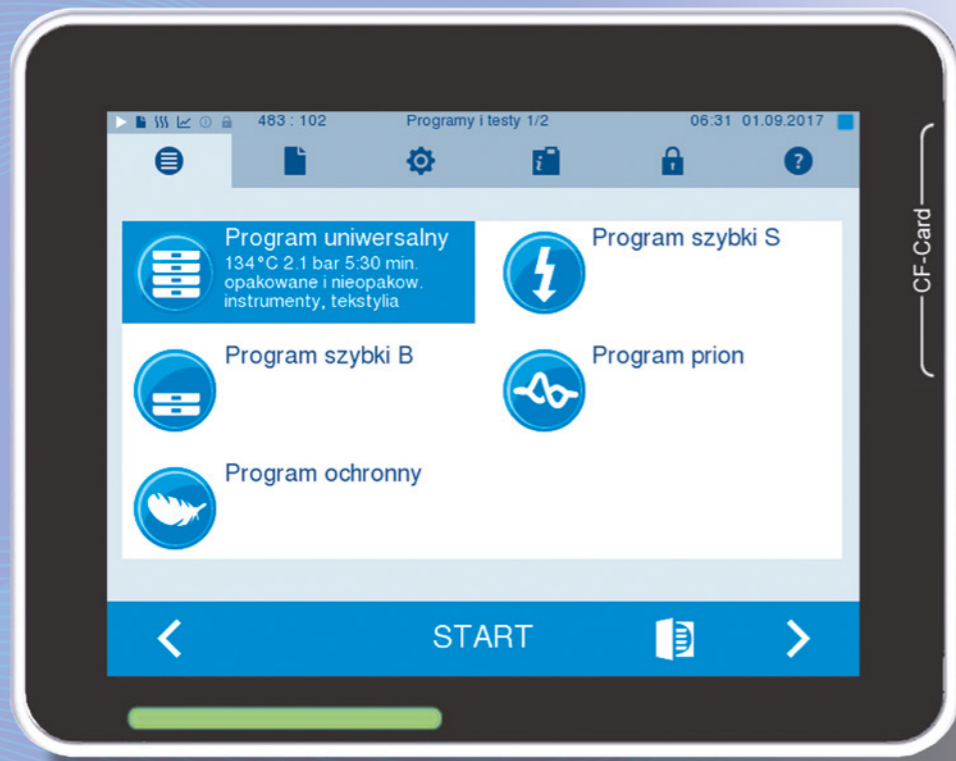 483 : 102
Programy i testy 1/2
06:31 01.09.2017
Program uniwersalny
134°C 2.1 bar 5:30 min.
opakowane i nieopakow.
instrumenty, tekstylia
Program szybki S
Program szybki B
Program prion
Program ochronny
START
CF-Card